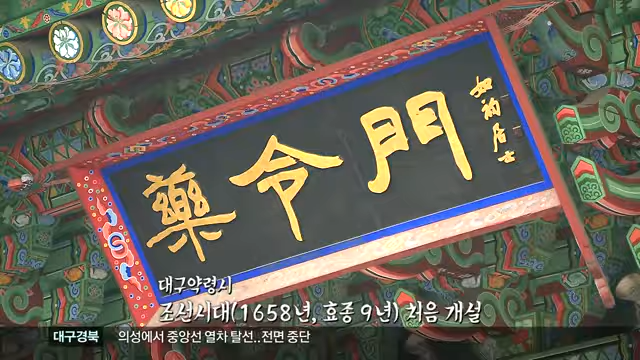 藥令門
대구약령시
조선시대(1658년, 효종 9년) 처음 개설
대구경북 의성에서 중앙선 열차 탈선..전면 중단